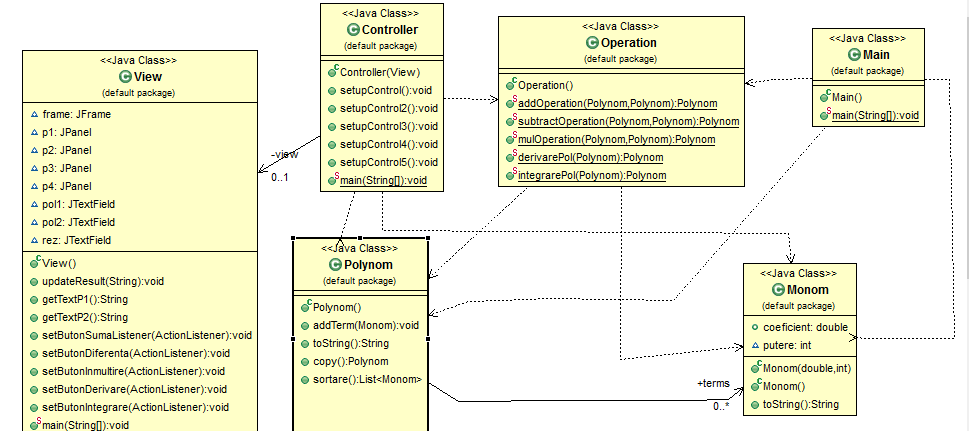 <<Java Class>>
View
(default package)
frame: JFrame
p1: JPanel
p2: JPanel
p3: JPanel
p4: JPanel
pol1: JTextField
pol2: JTextField
rez: JTextField
View()
updateResult(String):void
getTextP1():String
getTextP2():String
setButonSumaListener(ActionListener):void
setButonDiferenta(ActionListener):void
setButonInmultire(ActionListener):void
setButonDerivare(ActionListener):void
setButonIntegrare(ActionListener):void
main(String[]):void
-view
0..1
<<Java Class>>
Controller
(default package)
Controller(View)
setupControl():void
setupControl2():void
setupControl3():void
setupControl4():void
setupControl5():void
main(String[]):void
<<Java Class>>
Operation
(default package)
Operation()
addOperation(Polynom,Polynom):Polynom
subtractOperation(Polynom,Polynom):Polynom
mulOperation(Polynom,Polynom):Polynom
derivarePol(Polynom):Polynom
integrarePol(Polynom):Polynom
<<Java Class>>
Main
(default package)
Main()
main(String[]):void
<<Java Class>>
Polynom
(default package)
Polynom()
addTerm(Monom):void
toString():String
copy():Polynom
sortare():List<Monom>
+terms
0..*
<<Java Class>>
Monom
(default package)
coeficient: double
putere: int
Monom(double,int)
Monom()
toString():String